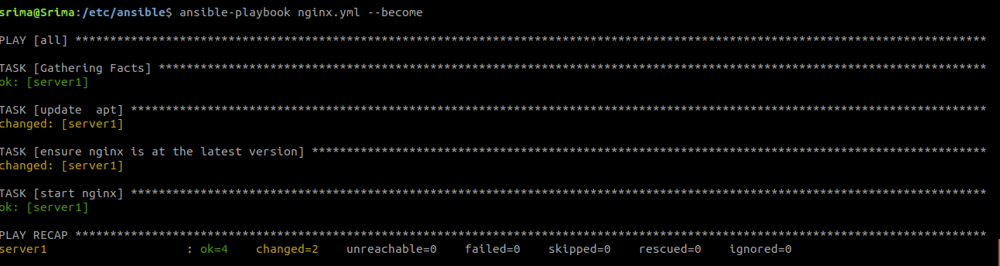 srima@Srima:/etc/ansible$ ansible-playbook nginx.yml --become
PLAY [all] ***********************************************************************************************************************************
TASK [Gathering Facts] ***********************************************************************************************************************
ok: [server1]
TASK [update  apt] ***************************************************************************************************************************
changed: [server1]
TASK [ensure nginx is at the latest version] *************************************************************************************************
changed: [server1]
TASK [start nginx] ***************************************************************************************************************************
ok: [server1]
PLAY RECAP ***********************************************************************************************************************************
server1                    : ok=4    changed=2    unreachable=0    failed=0    skipped=0    rescued=0    ignored=0